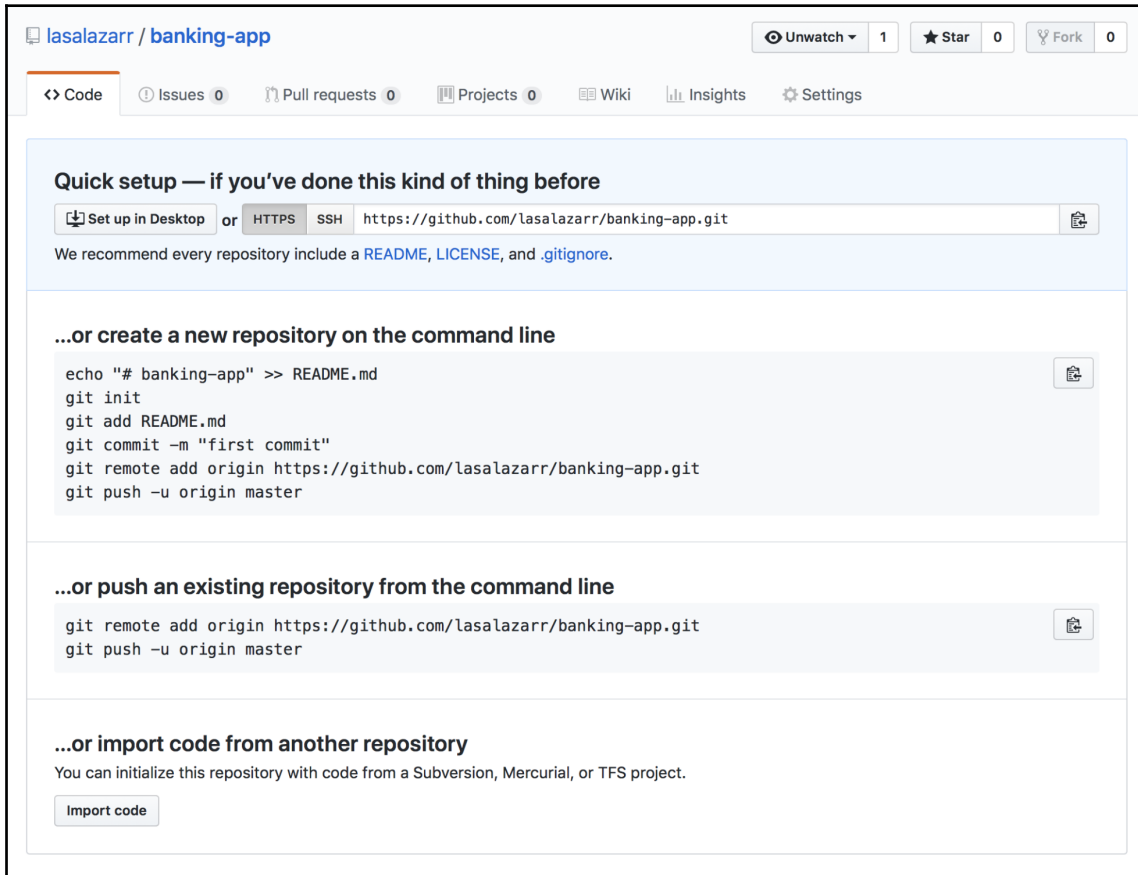 lasalazarr / banking-app
Unwatch 1 Star 0 Fork 0
<> Code Issues 0 Pull requests 0 Projects 0 Wiki Insights Settings
Quick setup — if you’ve done this kind of thing before
Set up in Desktop or HTTPS SSH https://github.com/lasalazarr/banking-app.git
We recommend every repository include a README, LICENSE, and .gitignore.
...or create a new repository on the command line
echo "# banking-app" >> README.md
git init
git add README.md
git commit -m "first commit"
git remote add origin https://github.com/lasalazarr/banking-app.git
git push -u origin master
...or push an existing repository from the command line
git remote add origin https://github.com/lasalazarr/banking-app.git
git push -u origin master
...or import code from another repository
You can initialize this repository with code from a Subversion, Mercurial, or TFS project.
Import code